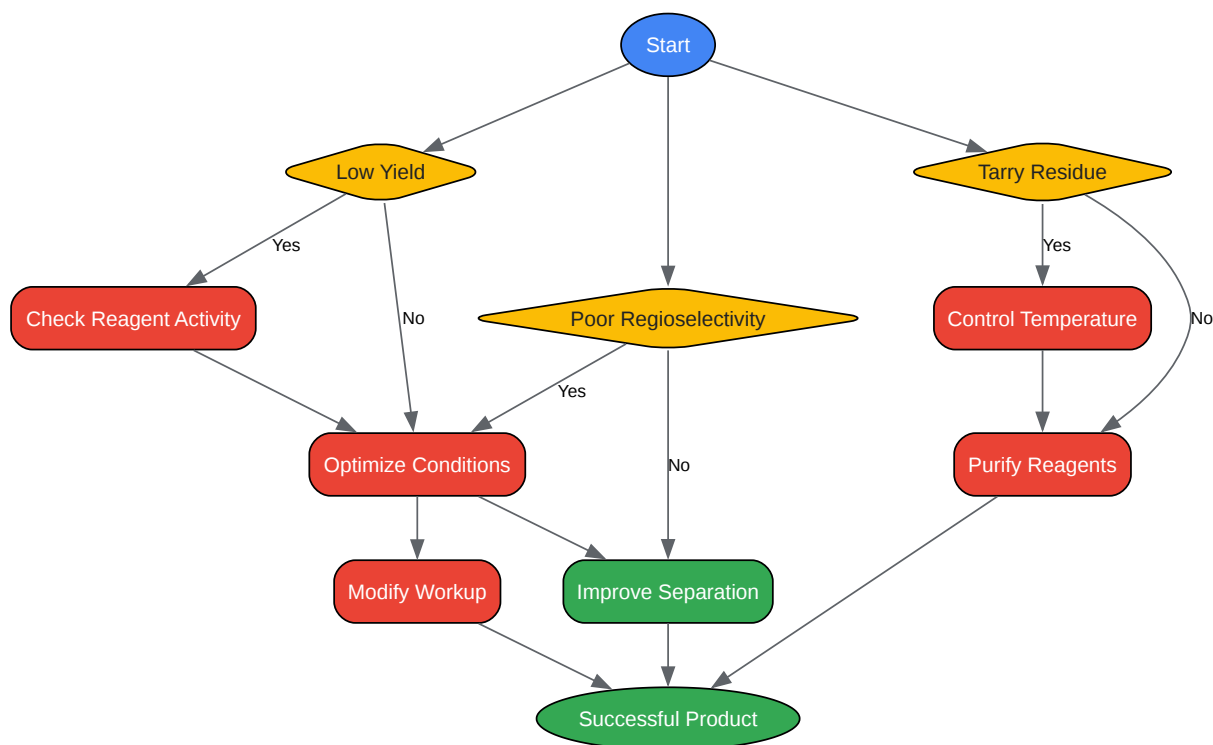 Start
Low Yield
Tarry Residue
Yes
Yes
Check Reagent Activity
No
Poor Regioselectivity
Control Temperature
No
Yes
Optimize Conditions
No
Purify Reagents
Modify Workup
Improve Separation
Successful Product